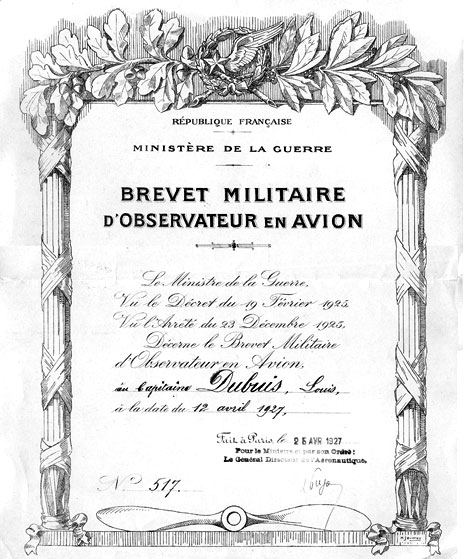 RÉPUBLIQUE FRANÇAISE
MINISTÈRE DE LA GUERRE
BREVET MILITAIRE
D'OBSERVATEUR EN AVION
Le Ministre de la Guerre,
Vu le Décret du 19 Février 1925,
Vu l'Arrêté du 23 Décembre 1925,
Décerne le Brevet Militaire
d'Observateur en Avion,
au Capitaine Dubuis, Louis,
à la date du 12 avril 1927.
Fait à Paris, le 25 AVR 1927
Pour le Ministre et par son Ordre:
Le Général Directeur de l'Aéronautique.
No 517.